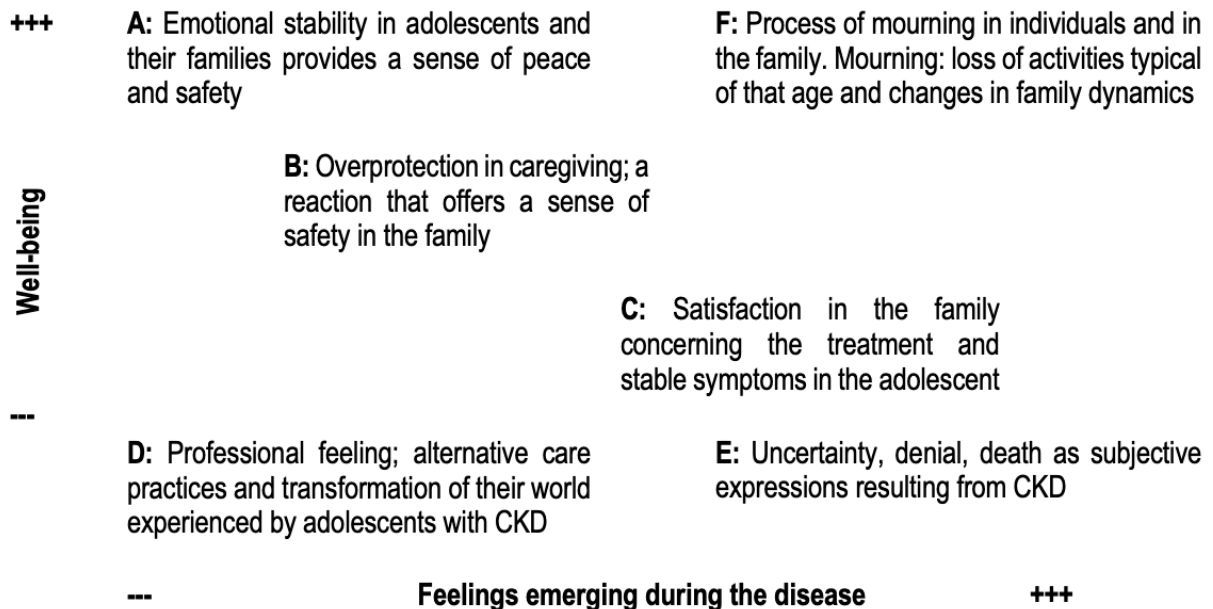 +++
A: Emotional stability in adolescents and
their families provides a sense of peace
and safety
F: Process of mourning in individuals and in
the family. Mourning: loss of activities typical
of that age and changes in family dynamics
Well-being
B: Overprotection in caregiving; a
reaction that offers a sense of
safety in the family
C: Satisfaction in the family
concerning the treatment and
stable symptoms in the adolescent
---
D: Professional feeling; alternative care
practices and transformation of their world
experienced by adolescents with CKD
E: Uncertainty, denial, death as subjective
expressions resulting from CKD
--- Feelings emerging during the disease +++